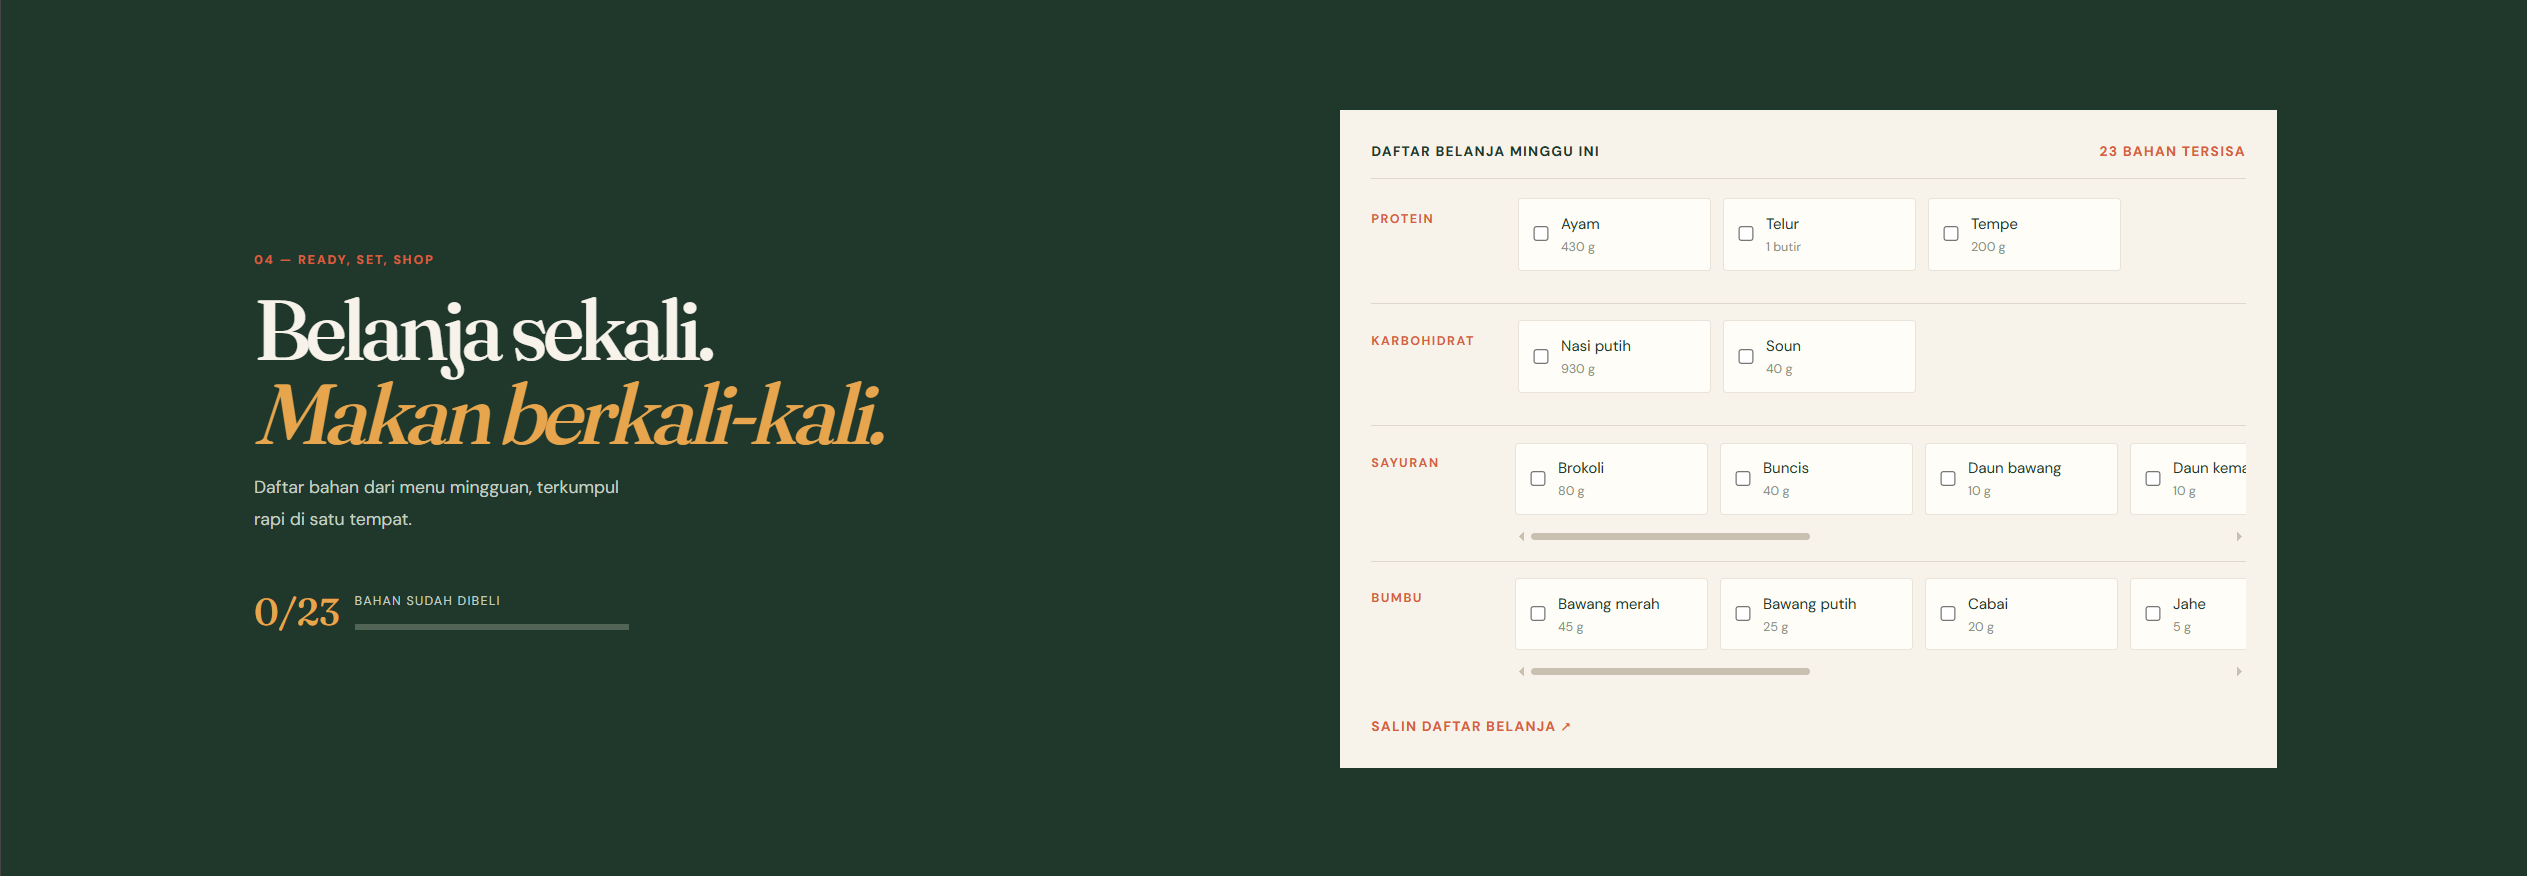 04 — READY, SET, SHOP
Belanja sekali.
Makan berkali-kali.
Daftar bahan dari menu mingguan, terkumpul
rapi di satu tempat.
0/23
BAHAN SUDAH DIBELI
DAFTAR BELANJA MINGGU INI
23 BAHAN TERSISA
PROTEIN
Ayam
430 g
Telur
1 butir
Tempe
200 g
KARBOHIDRAT
Nasi putih
930 g
Soun
40 g
SAYURAN
Brokoli
80 g
Buncis
40 g
Daun bawang
10 g
Daun kema
10 g
BUMBU
Bawang merah
45 g
Bawang putih
25 g
Cabai
20 g
Jahe
5 g
SALIN DAFTAR BELANJA ↗